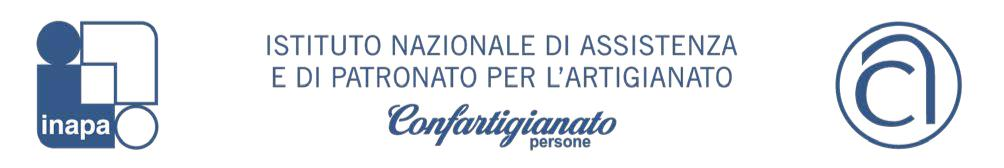 inapa
ISTITUTO NAZIONALE DI ASSISTENZA
E DI PATRONATO PER L'ARTIGIANATO
Confartigianato
persone